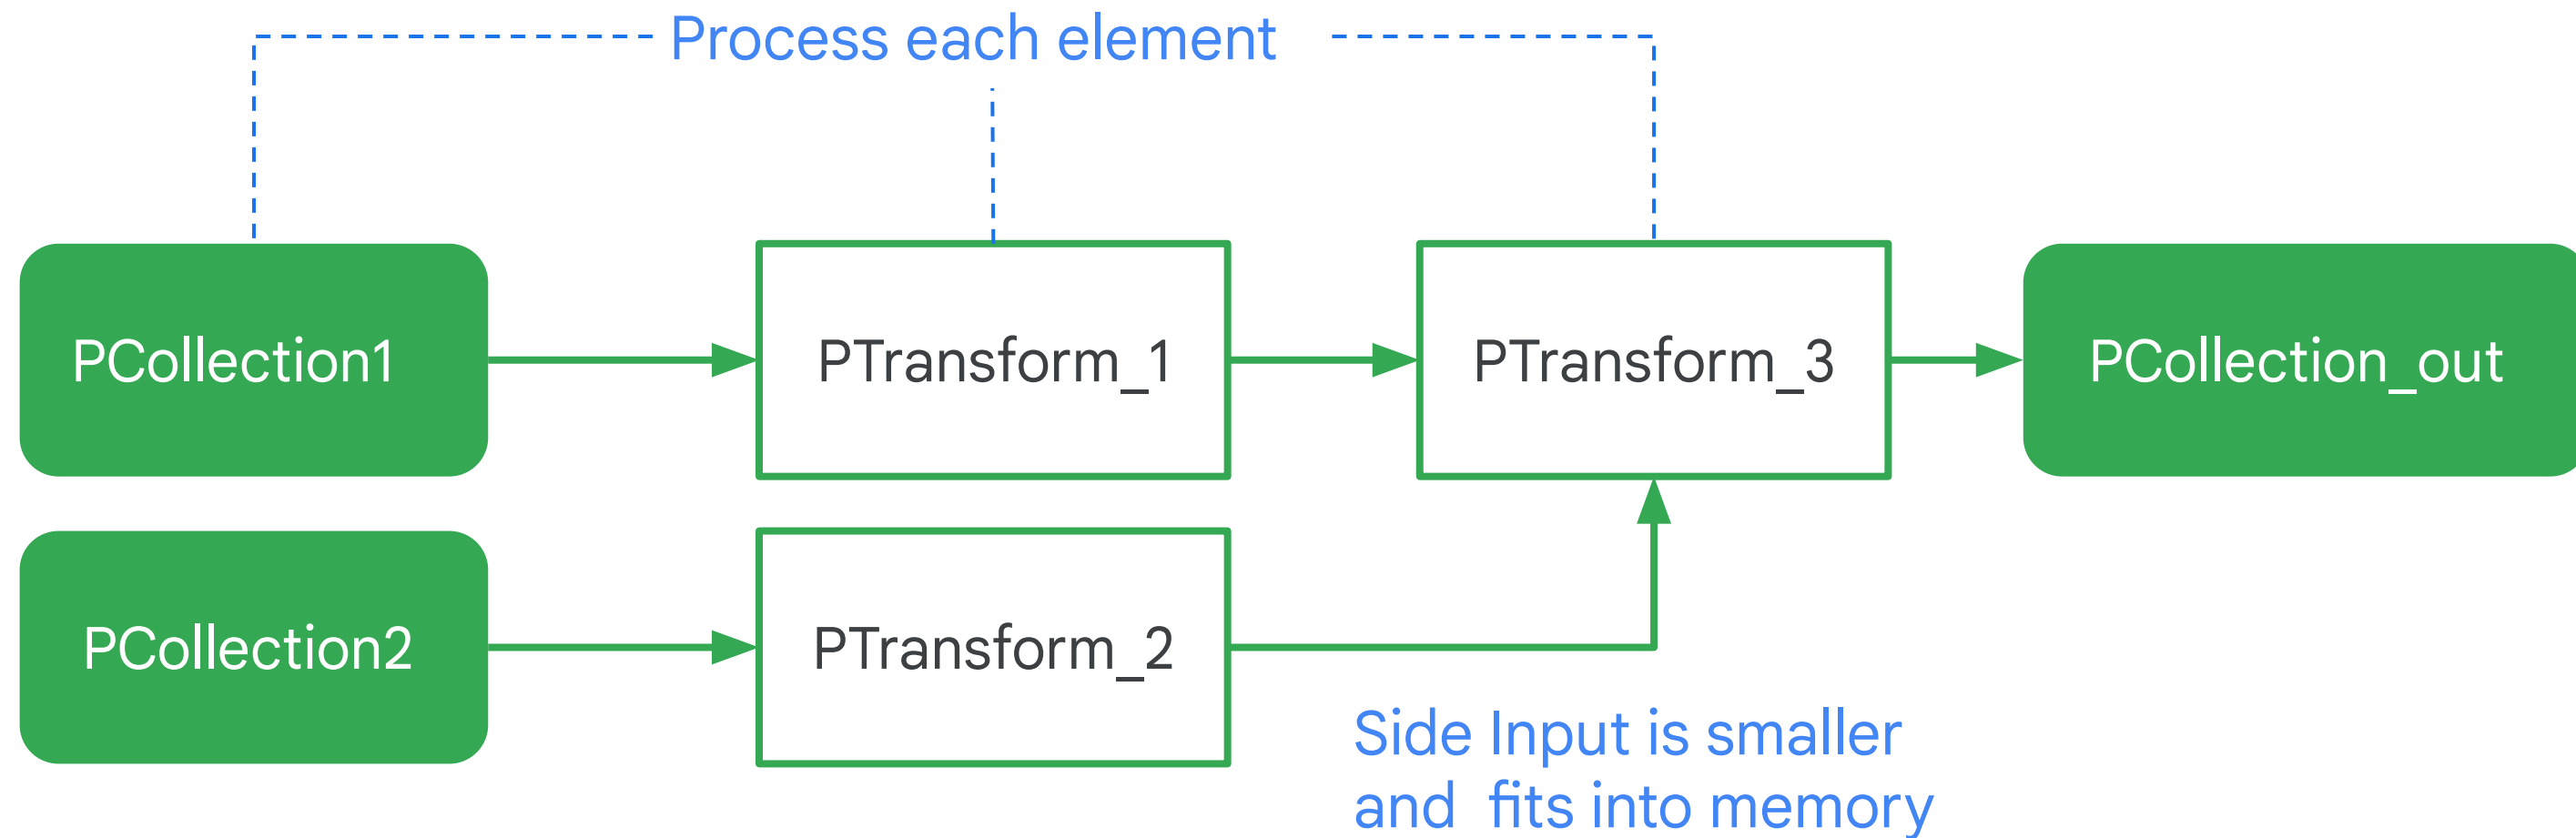 Process each element
PCollection1
PTransform_1
PTransform_3
PCollection_out
PCollection2
PTransform_2
Side Input is smaller
and fits into memory